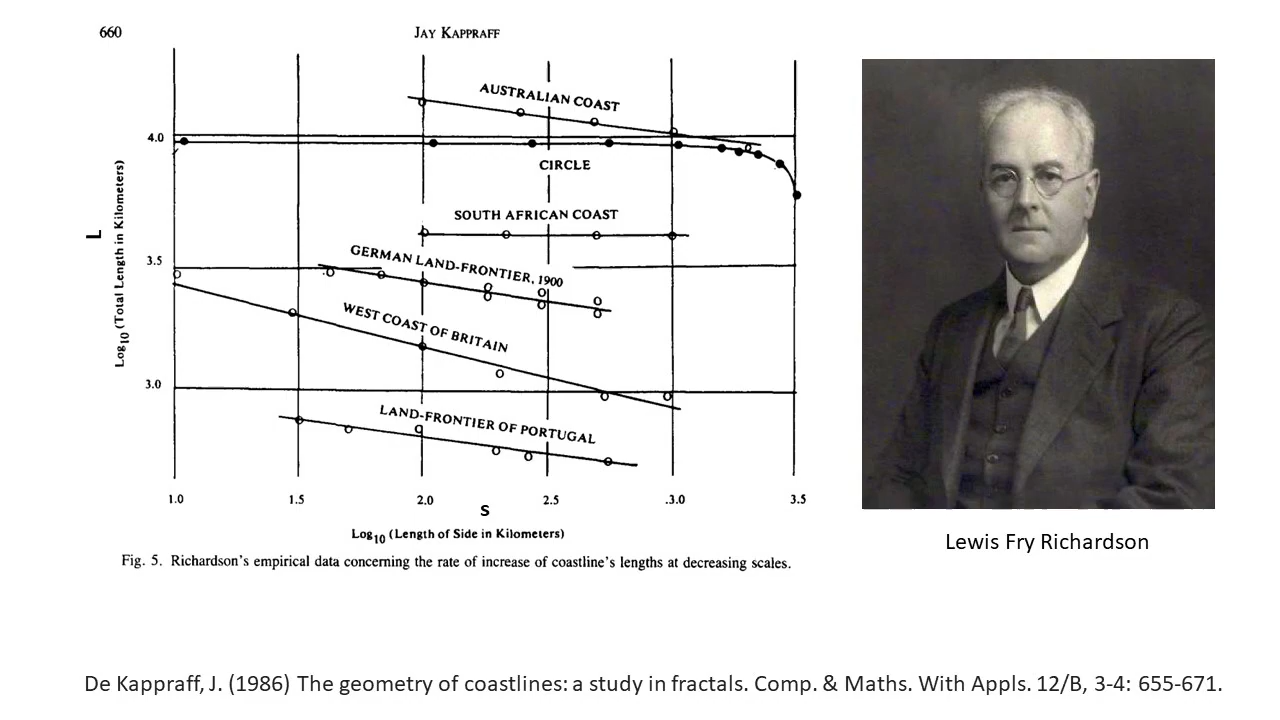 660
JAY KAPPRAFF
AUSTRALIAN COAST
4.0
CIRCLE
SOUTH AFRICAN COAST
GERMAN LAND-FRONTIER, 1900
3.5
WEST COAST OF BRITAIN
3.0
LAND-FRONTIER OF PORTUGAL
L
Log10 (Total Length in Kilometers)
1.0 1.5 2.0 2.5 .3.0 3.5
S
Log10 (Length of Side in Kilometers)
Fig. 5. Richardson's empirical data concerning the rate of increase of coastline's lengths at decreasing scales.
Lewis Fry Richardson
De Kappraff, J. (1986) The geometry of coastlines: a study in fractals. Comp. & Maths. With Appls. 12/B, 3-4: 655-671.